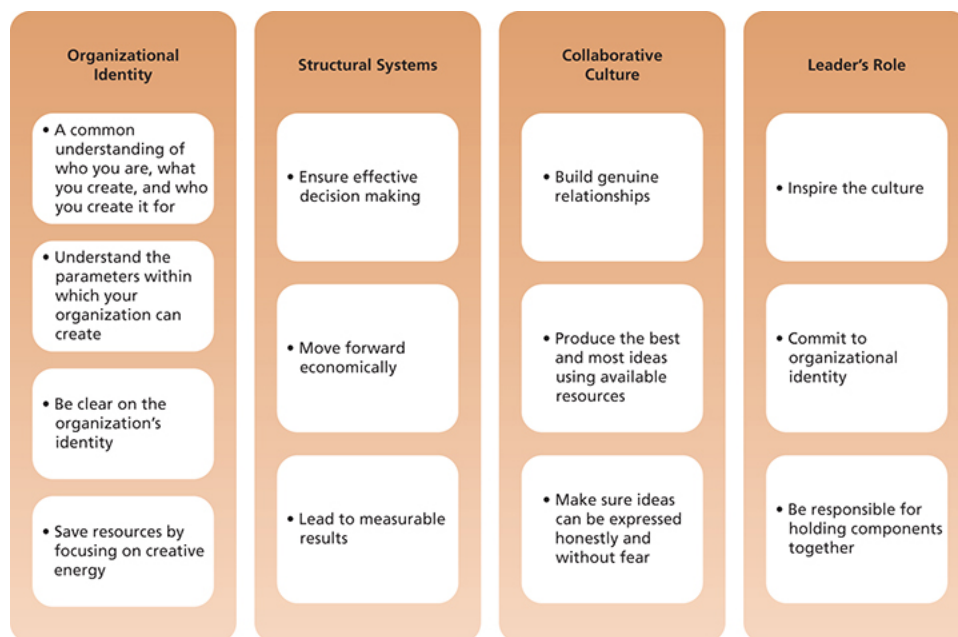 Organizational
Identity
• A common
understanding of
who you are, what
you create, and who
you create it for
• Understand the
parameters within
which your
organization can
create
• Be clear on the
organization’s
identity
• Save resources by
focusing on creative
energy
Structural Systems
• Ensure effective
decision making
• Move forward
economically
• Lead to measurable
results
Collaborative
Culture
• Build genuine
relationships
• Produce the best
and most ideas
using available
resources
• Make sure ideas
can be expressed
honestly and
without fear
Leader’s Role
• Inspire the culture
• Commit to
organizational
identity
• Be responsible for
holding components
together